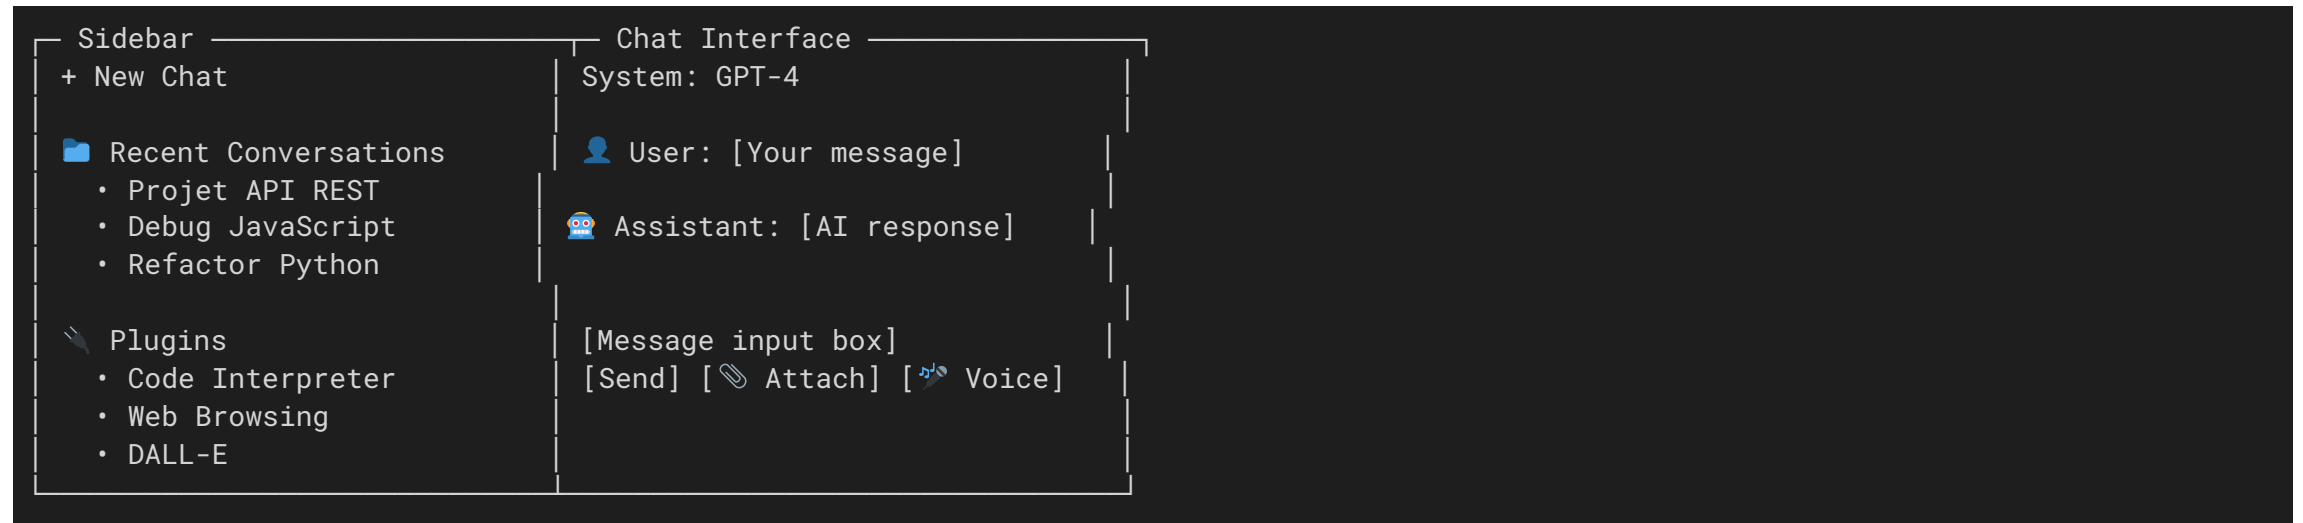 Sidebar Chat Interface
+ New Chat System: GPT-4
📁 Recent Conversations 👤 User: [Your message]
• Projet API REST
• Debug JavaScript 🤖 Assistant: [AI response]
• Refactor Python
🔌 Plugins [Message input box]
• Code Interpreter [Send] [📎 Attach] [🎤 Voice]
• Web Browsing
• DALL-E